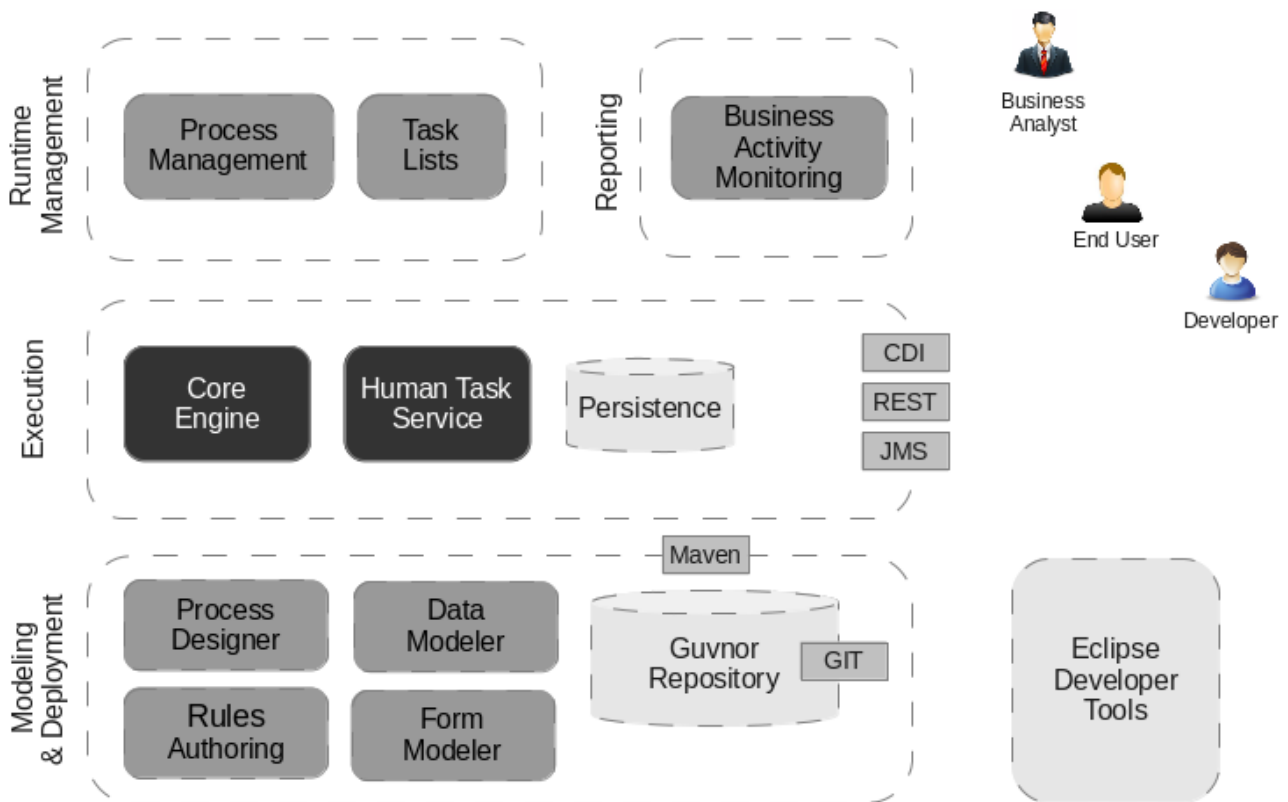 Runtime
Management
Process
Management
Task
Lists
Reporting
Business
Activity
Monitoring
Business
Analyst
End User
Developer
Execution
Core
Engine
Human Task
Service
Persistence
CDI
REST
JMS
Modeling
& Deployment
Process
Designer
Data
Modeler
Maven
Guvnor
Repository
GIT
Rules
Authoring
Form
Modeler
Eclipse
Developer
Tools